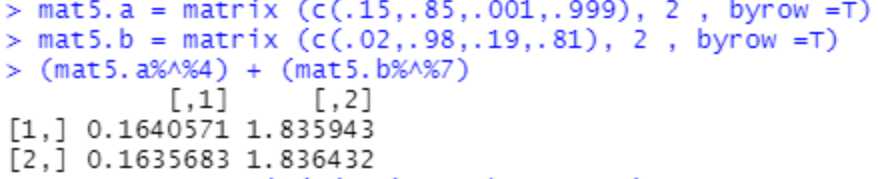 > mat5.a = matrix (c(.15,.85,.001,.999), 2 , byrow =T)
> mat5.b = matrix (c(.02,.98,.19,.81), 2 , byrow =T)
> (mat5.a%^%4) + (mat5.b%^%7)
[,1] [,2]
[1,] 0.1640571 1.835943
[2,] 0.1635683 1.836432